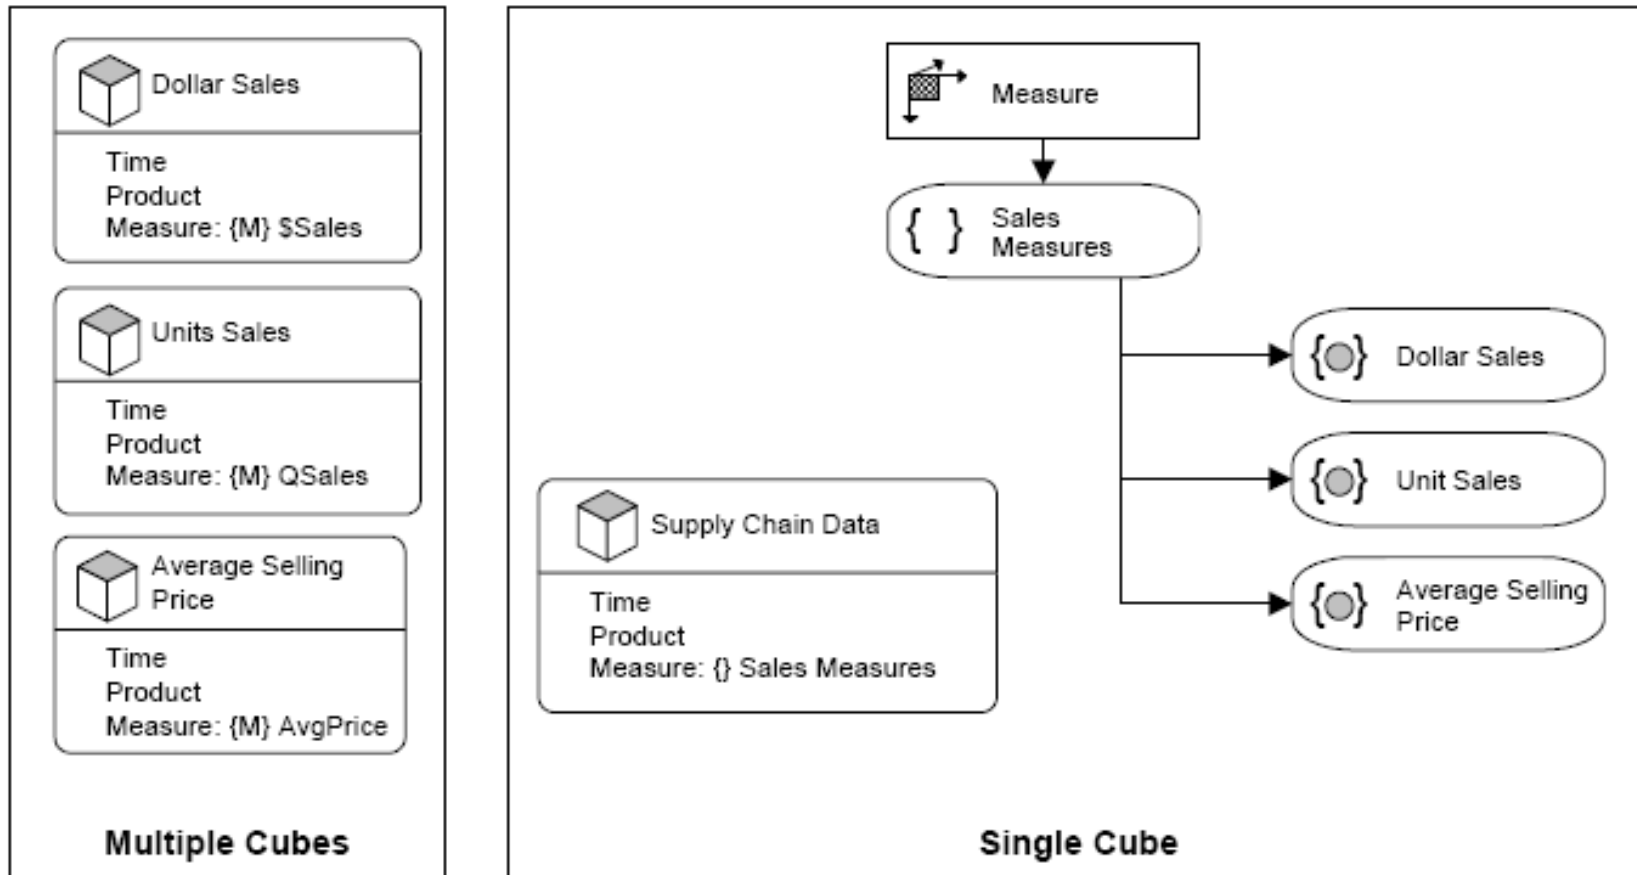 Dollar Sales
Time
Product
Measure: {M} $Sales
Units Sales
Time
Product
Measure: {M} QSales
Average Selling
Price
Time
Product
Measure: {M} AvgPrice
Multiple Cubes
Measure
{ } Sales
Measures
{ } Dollar Sales
{ } Unit Sales
{ } Average Selling
Price
Supply Chain Data
Time
Product
Measure: {} Sales Measures
Single Cube